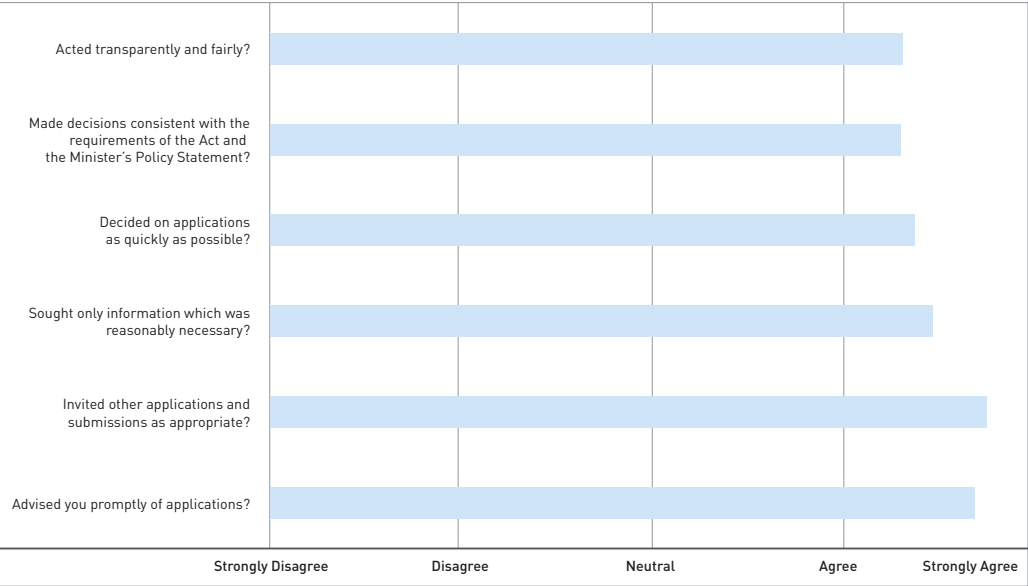 Acted transparently and fairly?
Made decisions consistent with the
requirements of the Act and
the Minister's Policy Statement?
Decided on applications
as quickly as possible?
Sought only information which was
reasonably necessary?
Invited other applications and
submissions as appropriate?
Advised you promptly of applications?
Strongly Disagree Disagree Neutral Agree Strongly Agree